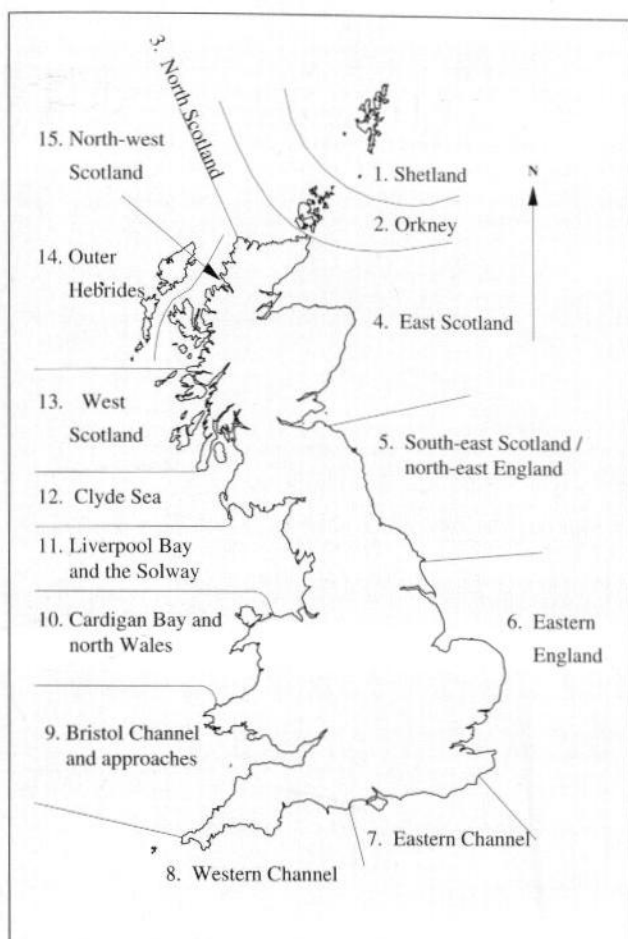 3. North Scotland
15. North-west
Scotland
1. Shetland
N
2. Orkney
14. Outer
Hebrides
4. East Scotland
13. West
Scotland
5. South-east Scotland /
north-east England
12. Clyde Sea
11. Liverpool Bay
and the Solway
10. Cardigan Bay and
north Wales
6. Eastern
England
9. Bristol Channel
and approaches
7. Eastern Channel
8. Western Channel